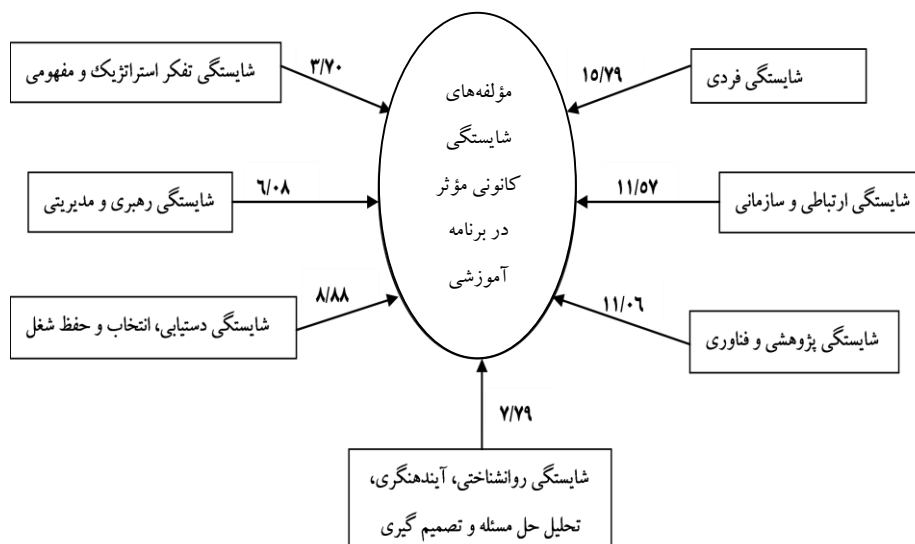 ۳/۷۰
۱۵/۷۹
شایستگی تفکر استراتژیک و مفهومی
شایستگی فردی
مؤلفه‌های
شایستگی
کانونی مؤثر
در برنامه
آموزشی
۶/۰۸
۱۱/۵۷
شایستگی رهبری و مدیریتی
شایستگی ارتباطی و سازمانی
۸/۸۸
۱۱/۰۶
شایستگی دستیابی، انتخاب و حفظ شغل
شایستگی پژوهشی و فناوری
۷/۷۹
شایستگی روانشناختی، آیندهنگری،
تحلیل حل مسئله و تصمیم گیری